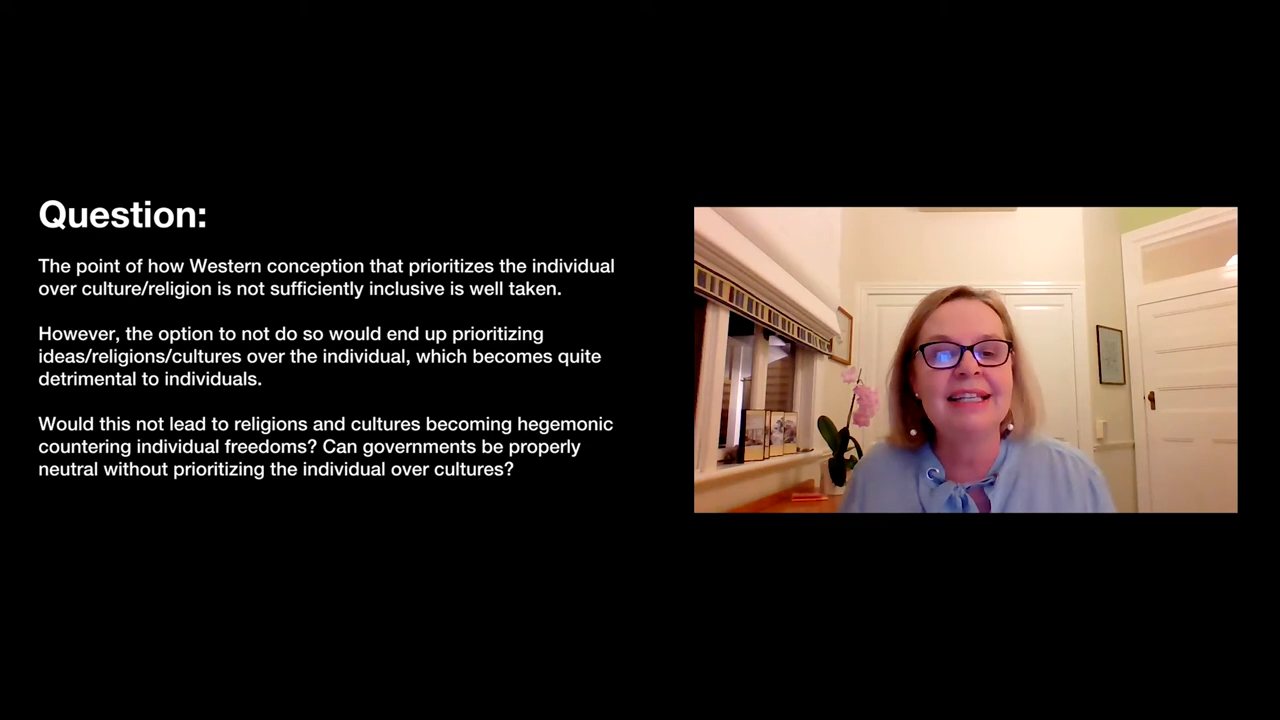 Question:
The point of how Western conception that prioritizes the individual
over culture/religion is not sufficiently inclusive is well taken.
However, the option to not do so would end up prioritizing
ideas/religions/cultures over the individual, which becomes quite
detrimental to individuals.
Would this not lead to religions and cultures becoming hegemonic
countering individual freedoms? Can governments be properly
neutral without prioritizing the individual over cultures?